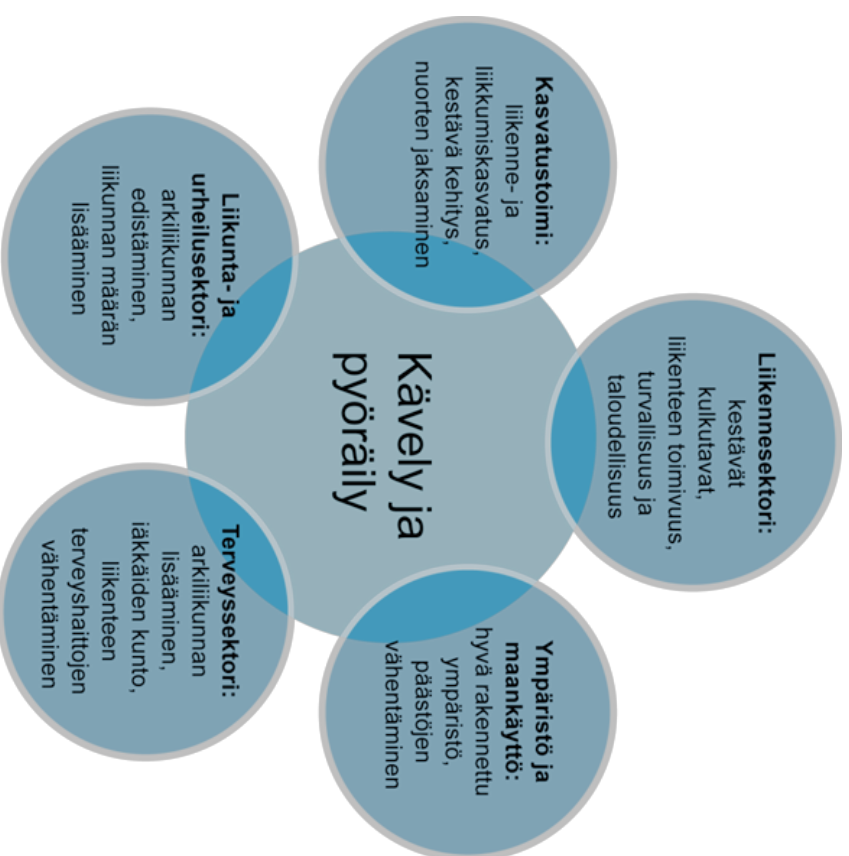 Kävely ja
pyöräily
Liikennesektori:
kestävät
kulkutavat,
liikenteen toimivuus,
turvallisuus ja
taloudellisuus
Ympäristö ja
maankäyttö:
hyvä rakennettu
ympäristö,
päästöjen
vähentäminen
Terveyssektori:
arkiliikunnan
lisääminen,
iäkkäiden kunto,
liikenteen
terveyshaittojen
vähentäminen
Liikunta- ja
urheilusektori:
arkiliikunnan
edistäminen,
liikunnan määrän
lisääminen
Kasvatustoimi:
liikenne- ja
liikkumiskasvatus,
kestävä kehitys,
nuorten jaksaminen